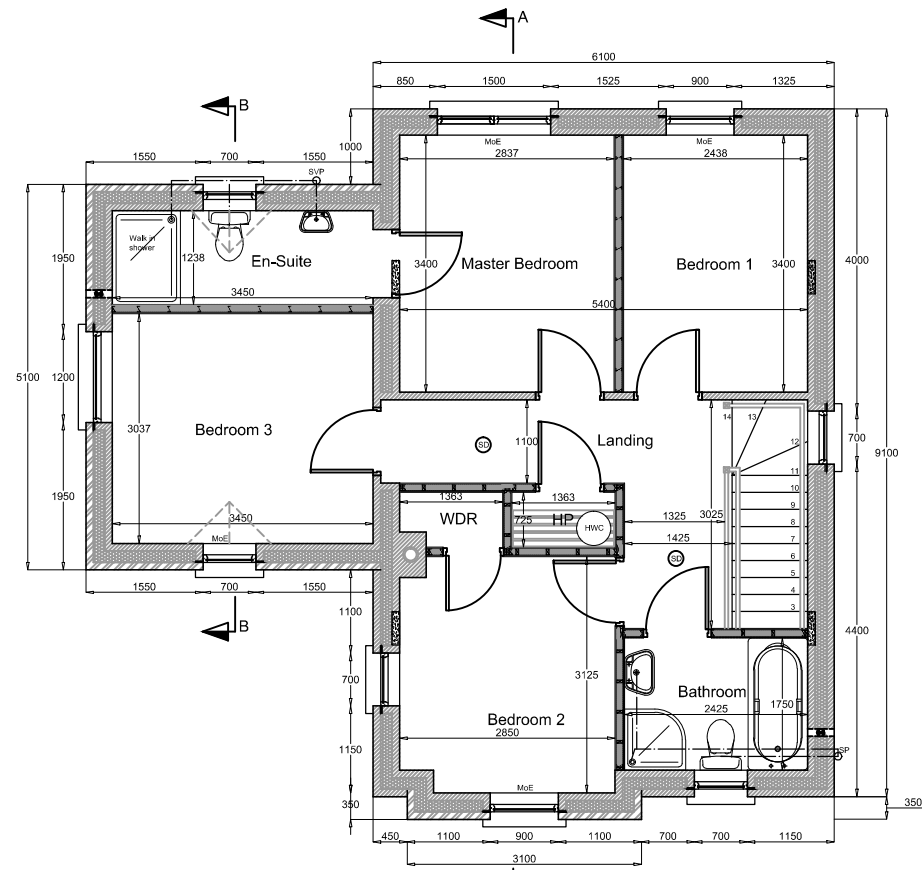 A
6100
850 1500 1525 900 1325
B
1000
MoE MoE
2837 2438
1550 700 1550
SVP
Walk in
shower
1238
En-Suite
3450
1950
5100
1200
1950
3400
Master Bedroom
Bedroom 1
3400
4000
5400
3037
Bedroom 3
3450
MoE
SD
1100
Landing
14 13
12
11
10
9
8
7
6
5
4
3
700
9100
1363 1363
WDR
725
HP
HWC
1325
3025
1425
SD
1550 700 1550
B
1100
700
1150
350
3125
Bedroom 2
2850
MoE
Bathroom
2425
1750
SP
4400
350
450 1100 900 1100 700 700 1150
3100